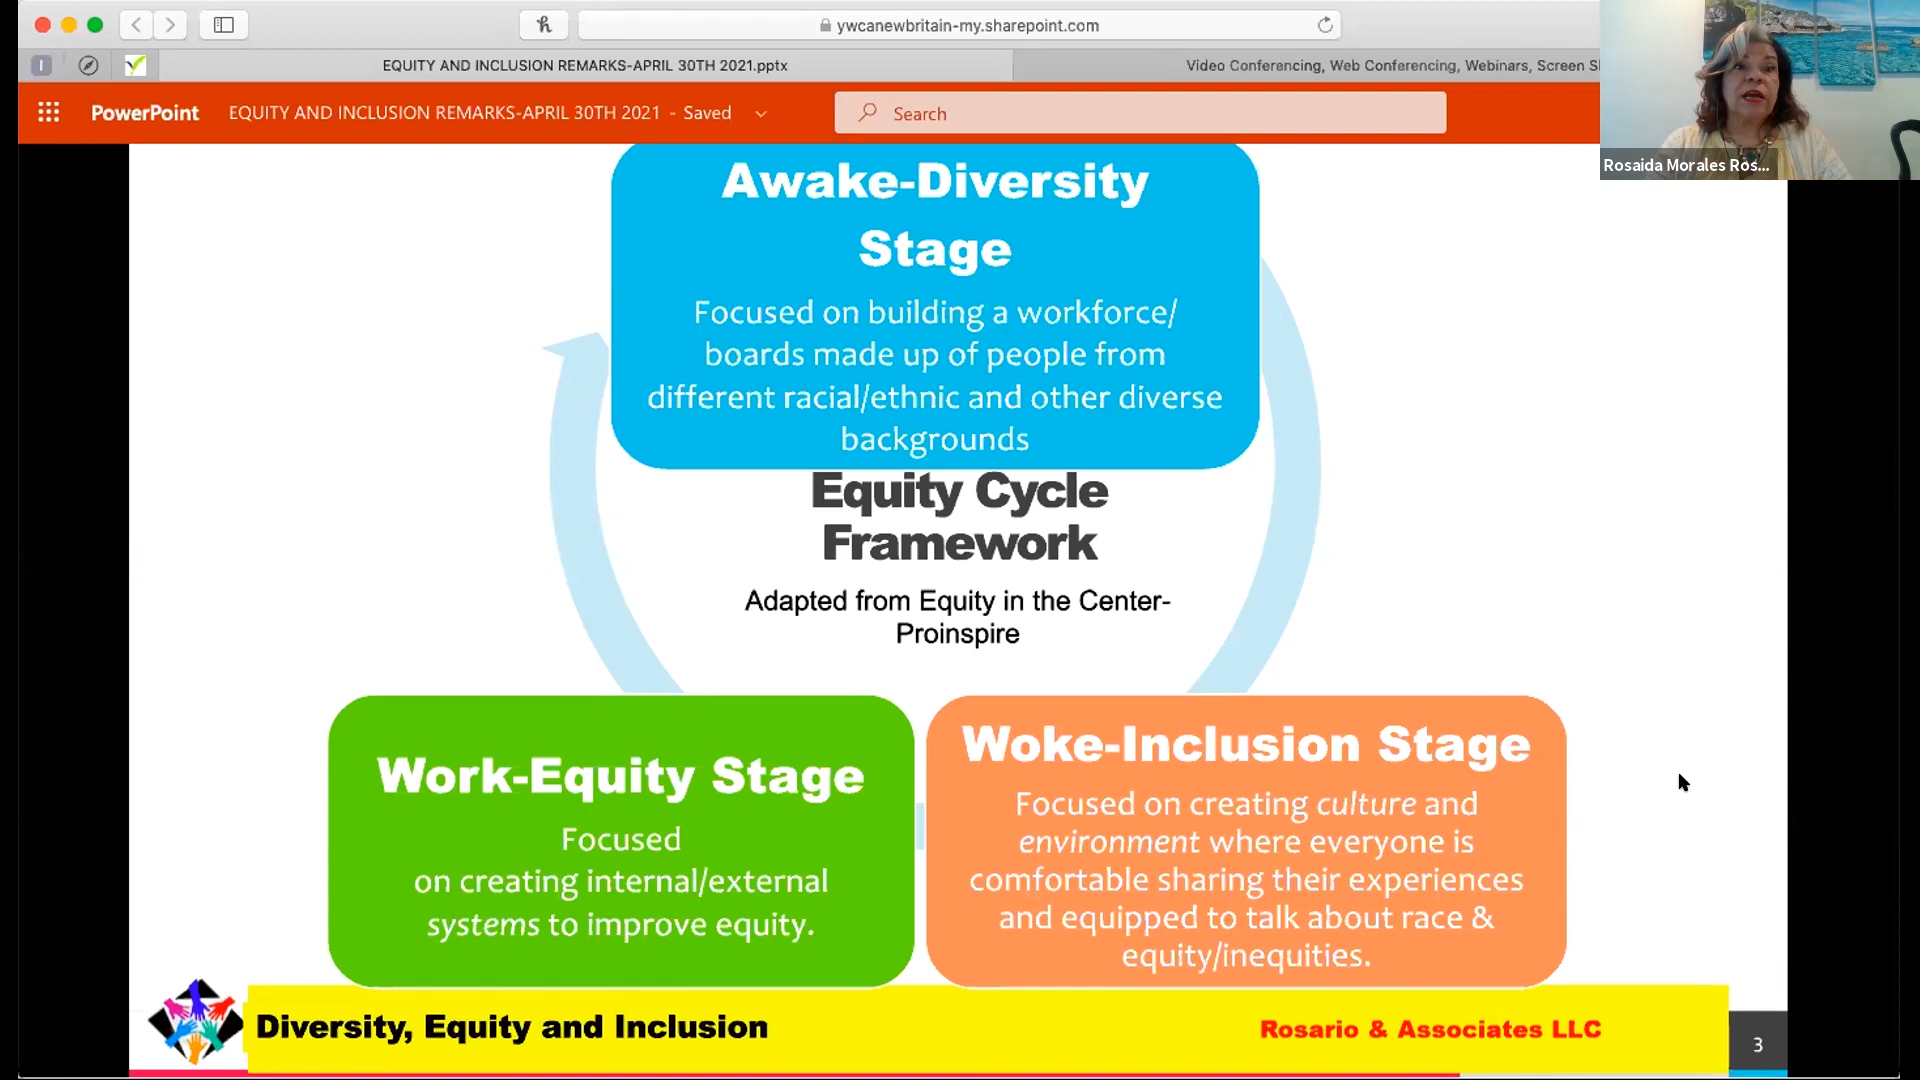 ywcanewbritain-my.sharepoint.com
EQUITY AND INCLUSION REMARKS-APRIL 30TH 2021.pptx
Video Conferencing, Web Conferencing, Webinars, Screen S
PowerPoint
EQUITY AND INCLUSION REMARKS-APRIL 30TH 2021 - Saved
Search
Rosaida Morales Ros...
Awake-Diversity
Stage
Focused on building a workforce/
boards made up of people from
different racial/ethnic and other diverse
backgrounds
Equity Cycle
Framework
Adapted from Equity in the Center-
Proinspire
Work-Equity Stage
Focused
on creating internal/external
systems to improve equity.
Woke-Inclusion Stage
Focused on creating culture and
environment where everyone is
comfortable sharing their experiences
and equipped to talk about race &
equity/inequities.
Diversity, Equity and Inclusion
Rosario & Associates LLC
3